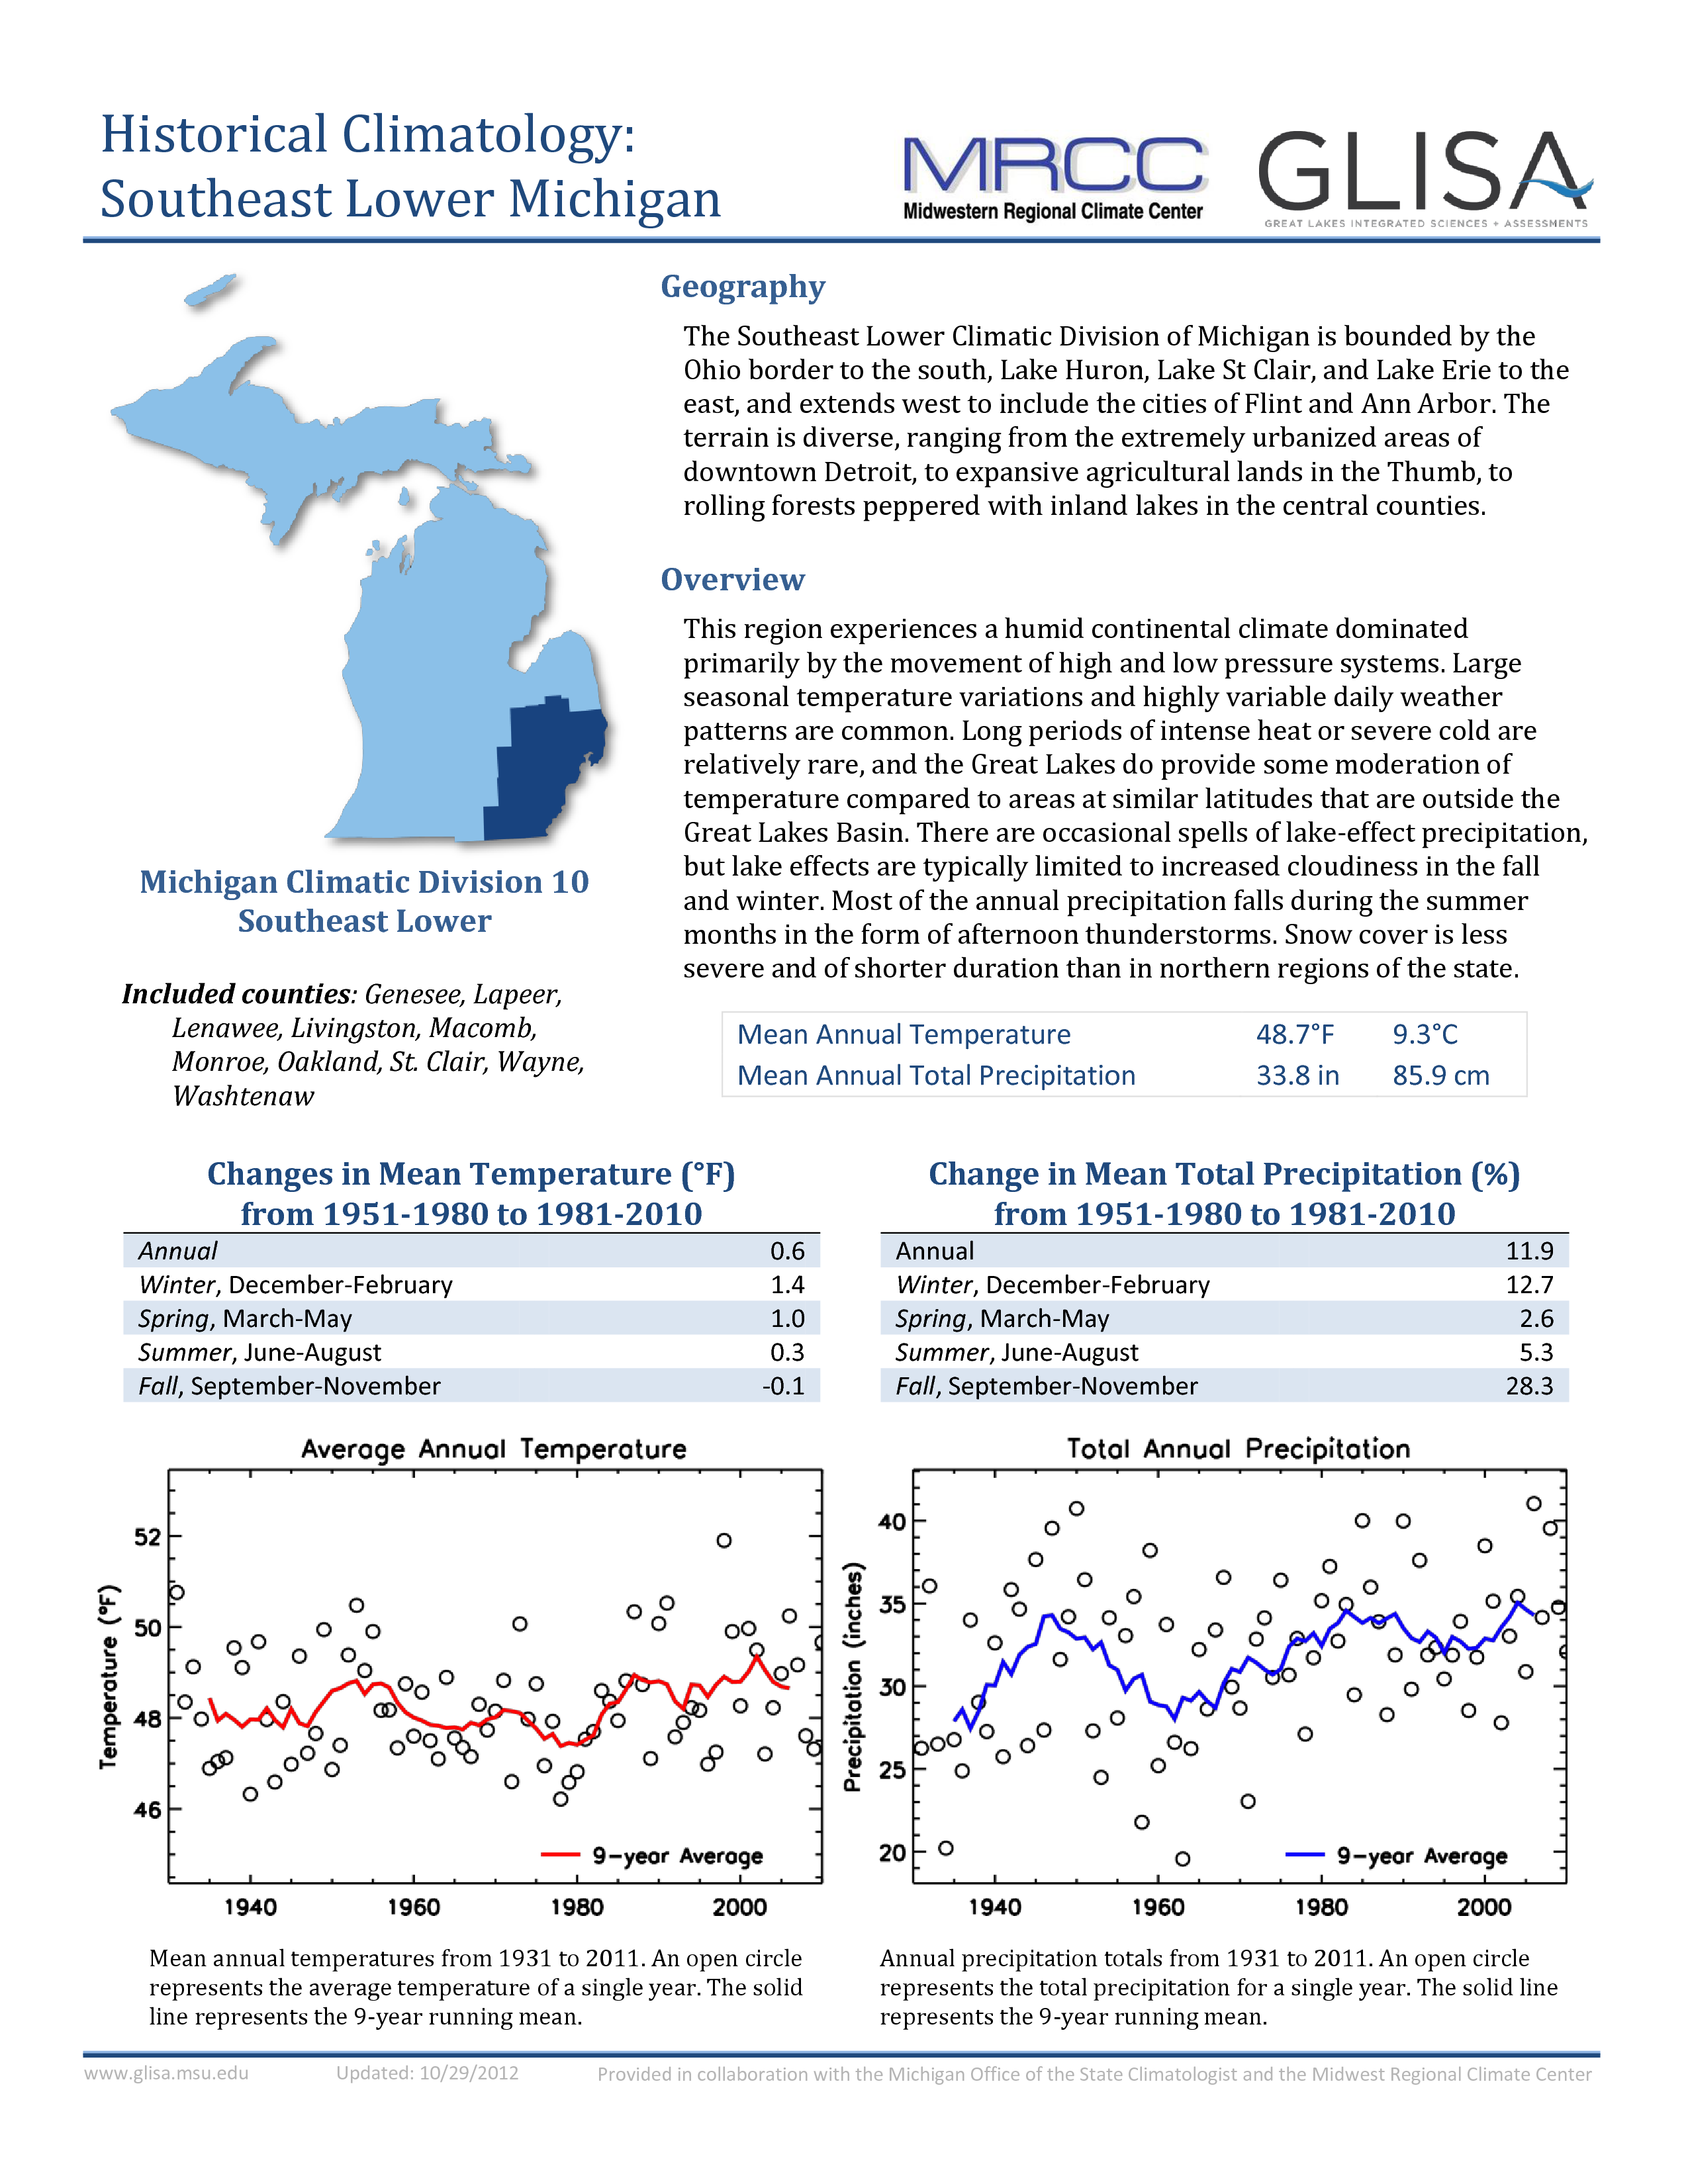 Historical Climatology:
Southeast Lower Michigan
MRCC
Midwestern Regional Climate Center
GLISA
GREAT LAKES INTEGRATED SCIENCES + ASSESSMENTS
Geography
The Southeast Lower Climatic Division of Michigan is bounded by the
Ohio border to the south, Lake Huron, Lake St Clair, and Lake Erie to the
east, and extends west to include the cities of Flint and Ann Arbor. The
terrain is diverse, ranging from the extremely urbanized areas of
downtown Detroit, to expansive agricultural lands in the Thumb, to
rolling forests peppered with inland lakes in the central counties.
Overview
This region experiences a humid continental climate dominated
primarily by the movement of high and low pressure systems. Large
seasonal temperature variations and highly variable daily weather
patterns are common. Long periods of intense heat or severe cold are
relatively rare, and the Great Lakes do provide some moderation of
temperature compared to areas at similar latitudes that are outside the
Great Lakes Basin. There are occasional spells of lake-effect precipitation,
but lake effects are typically limited to increased cloudiness in the fall
and winter. Most of the annual precipitation falls during the summer
months in the form of afternoon thunderstorms. Snow cover is less
severe and of shorter duration than in northern regions of the state.
Michigan Climatic Division 10
Southeast Lower
Included counties: Genesee, Lapeer,
Lenawee, Livingston, Macomb,
Monroe, Oakland, St. Clair, Wayne,
Washtenaw
Mean Annual Temperature 48.7°F 9.3°C
Mean Annual Total Precipitation 33.8 in 85.9 cm
Changes in Mean Temperature (°F)
from 1951-1980 to 1981-2010
Annual 0.6
Winter, December-February 1.4
Spring, March-May 1.0
Summer, June-August 0.3
Fall, September-November -0.1
Change in Mean Total Precipitation (%)
from 1951-1980 to 1981-2010
Annual 11.9
Winter, December-February 12.7
Spring, March-May 2.6
Summer, June-August 5.3
Fall, September-November 28.3
Average Annual Temperature
Temperature (°F)
52
50
48
46
9-year Average
1940 1960 1980 2000
Total Annual Precipitation
Precipitation (inches)
40
35
30
25
20
9-year Average
1940 1960 1980 2000
Mean annual temperatures from 1931 to 2011. An open circle
represents the average temperature of a single year. The solid
line represents the 9-year running mean.
Annual precipitation totals from 1931 to 2011. An open circle
represents the total precipitation for a single year. The solid line
represents the 9-year running mean.
www.glisa.msu.edu Updated: 10/29/2012 Provided in collaboration with the Michigan Office of the State Climatologist and the Midwest Regional Climate Center